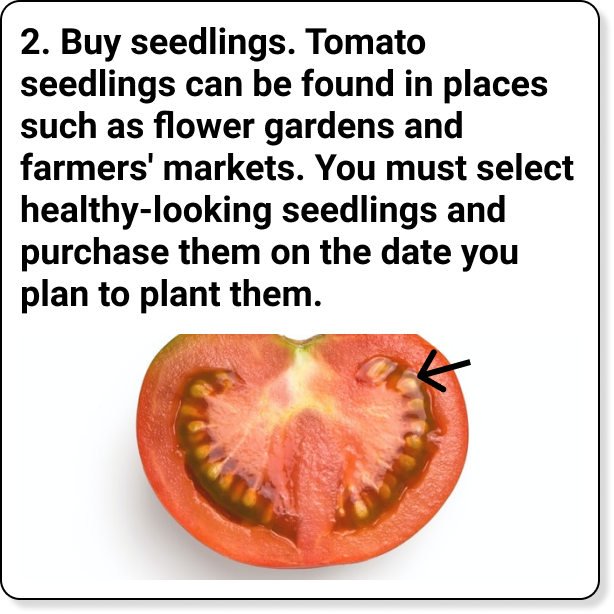 2. Buy seedlings. Tomato
seedlings can be found in places
such as flower gardens and
farmers' markets. You must select
healthy-looking seedlings and
purchase them on the date you
plan to plant them.